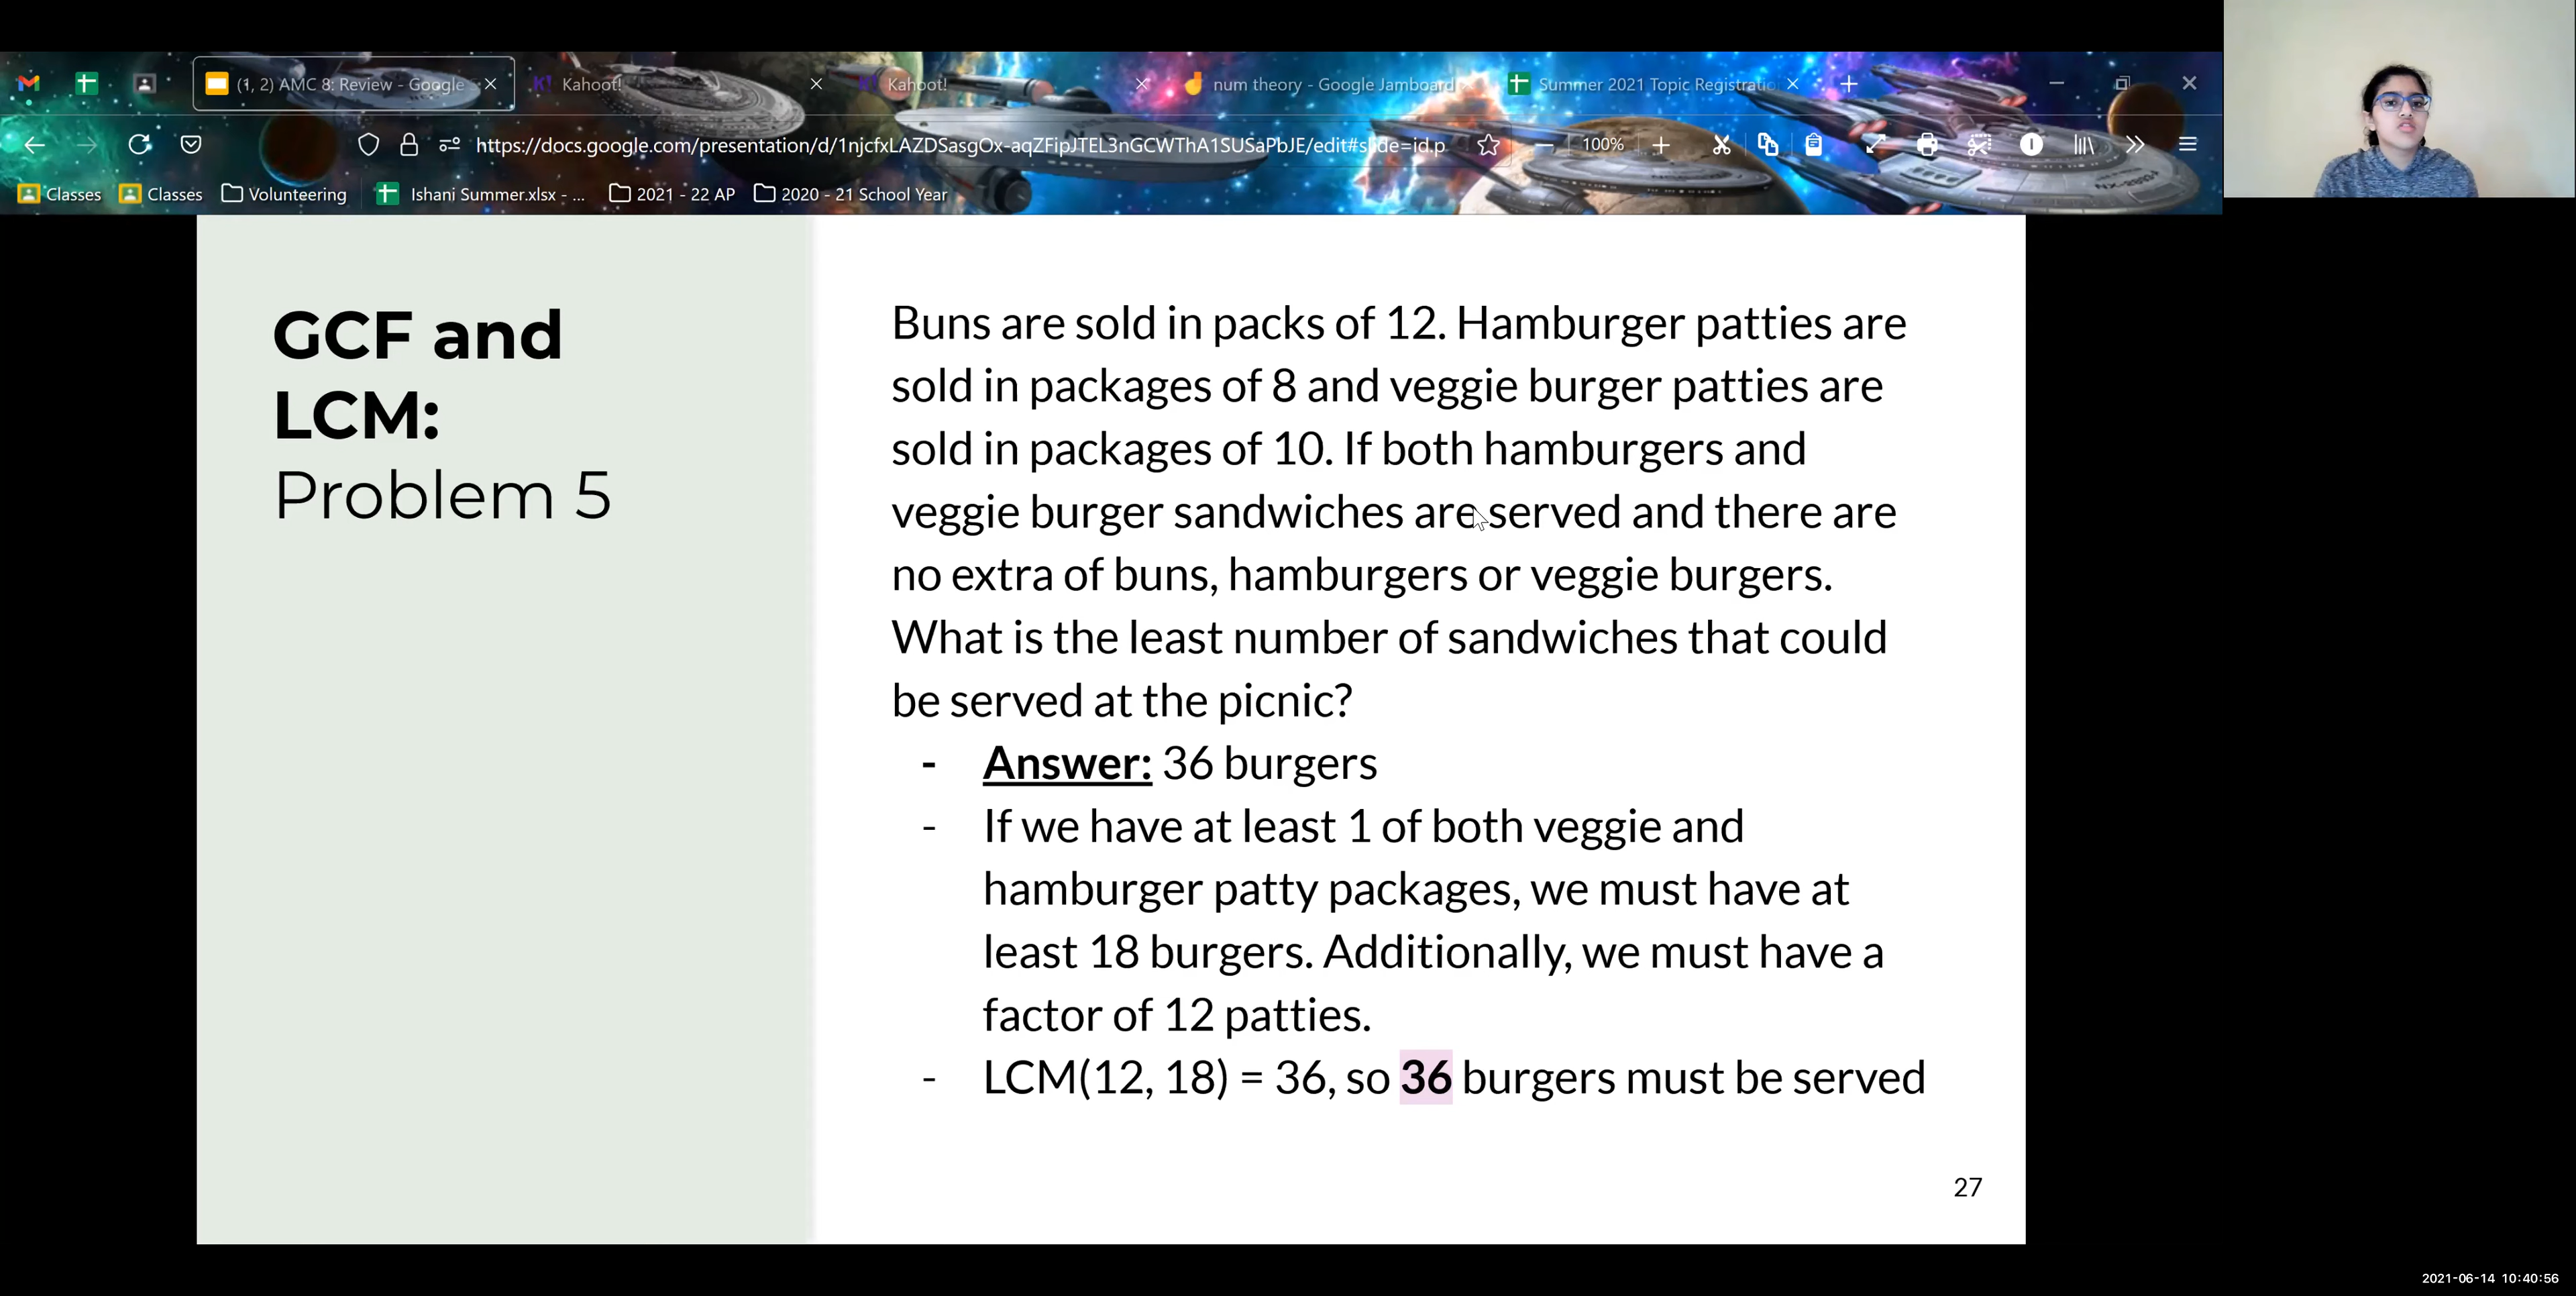 (1, 2) AMC 8: Review - Google
Kahoot!
Kahoot!
num theory - Google Jamboard
Summer 2021 Topic Registratio
https://docs.google.com/presentation/d/1njcfxLAZDSasgOx-aqZFipJTEL3nGCWThA1SUSaPbJE/edit#slide=id.p
100%
Classes
Classes
Volunteering
Ishani Summer.xlsx - ...
2021 - 22 AP
2020 - 21 School Year
GCF and
LCM:
Problem 5
Buns are sold in packs of 12. Hamburger patties are
sold in packages of 8 and veggie burger patties are
sold in packages of 10. If both hamburgers and
veggie burger sandwiches are served and there are
no extra of buns, hamburgers or veggie burgers.
What is the least number of sandwiches that could
be served at the picnic?
- Answer: 36 burgers
- If we have at least 1 of both veggie and
hamburger patty packages, we must have at
least 18 burgers. Additionally, we must have a
factor of 12 patties.
- LCM(12, 18) = 36, so 36 burgers must be served
27
2021-06-14 10:40:56